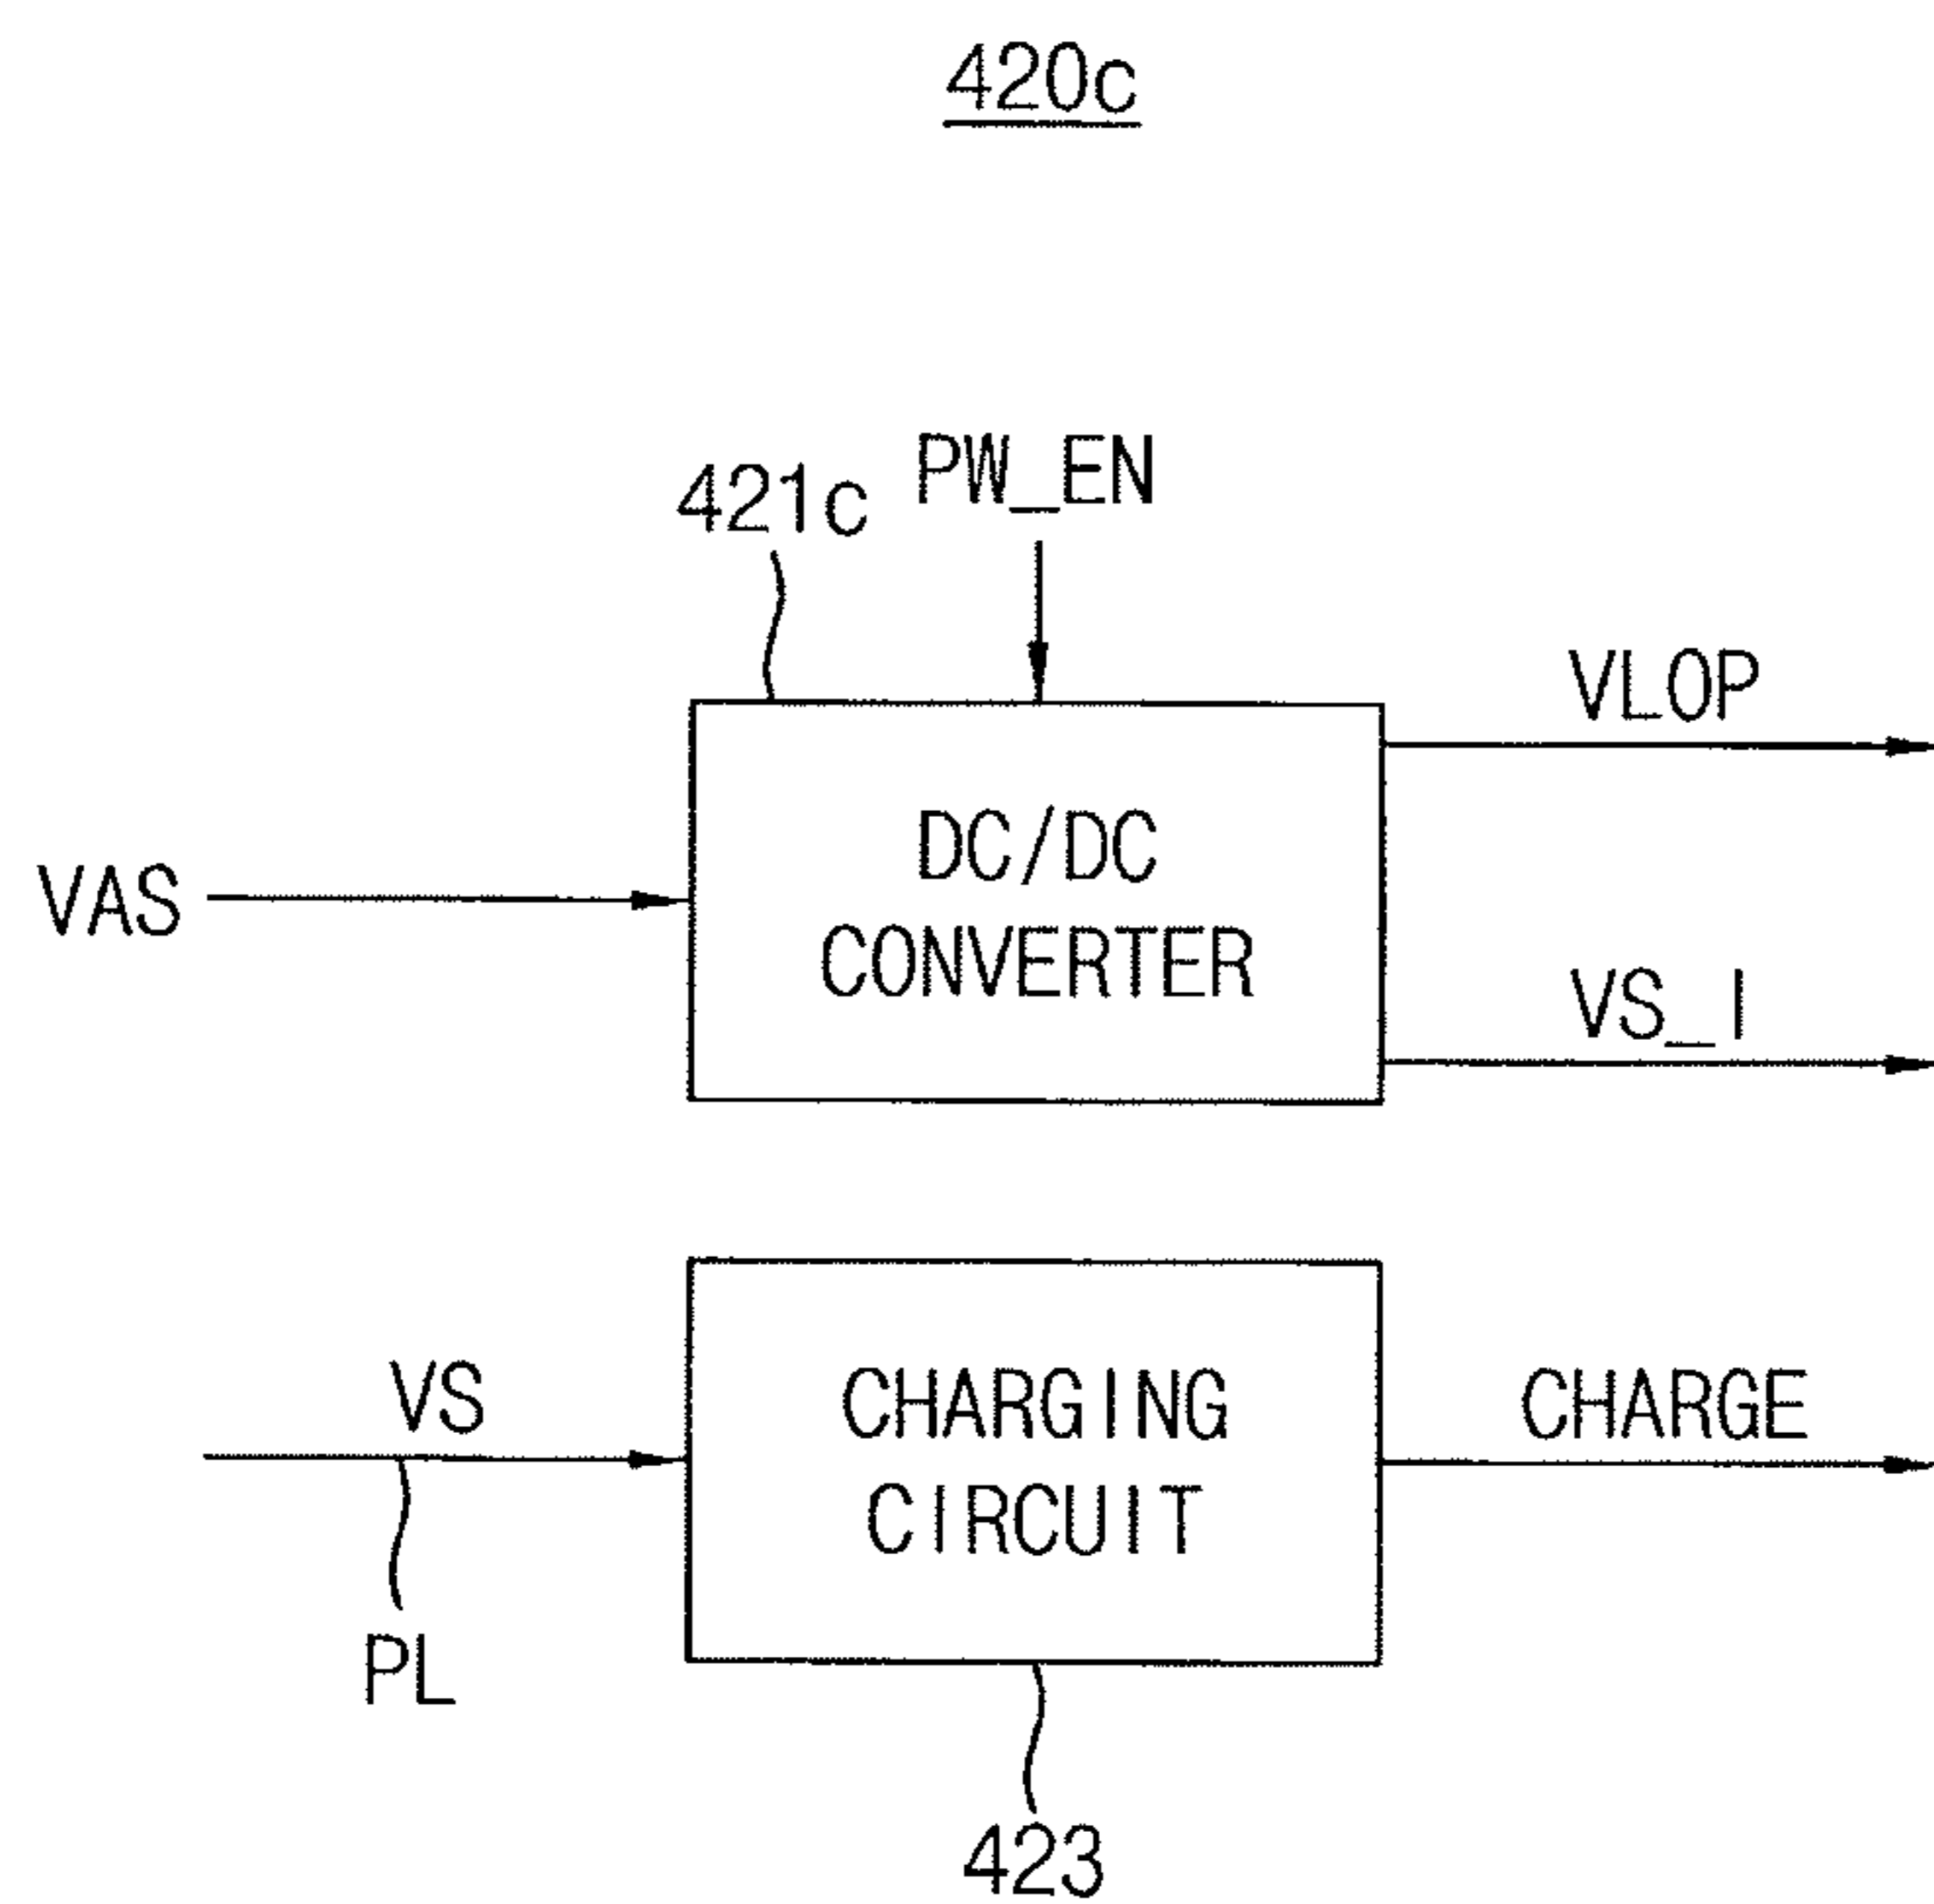 420c
421c
PW_EN
VLOP
VAS
DC/DC
CONVERTER
VS_I
VS
CHARGING
CIRCUIT
CHARGE
PL
423